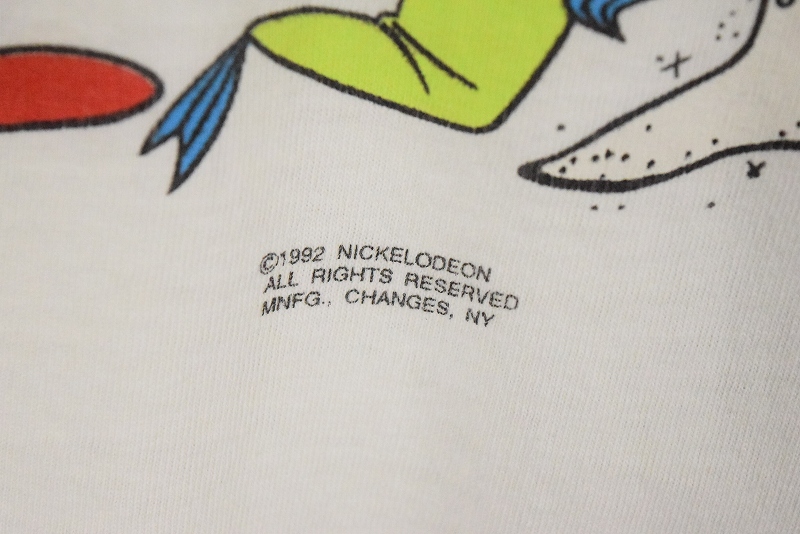 ©1992 NICKELODEON
ALL RIGHTS RESERVED
MNFG., CHANGES, NY